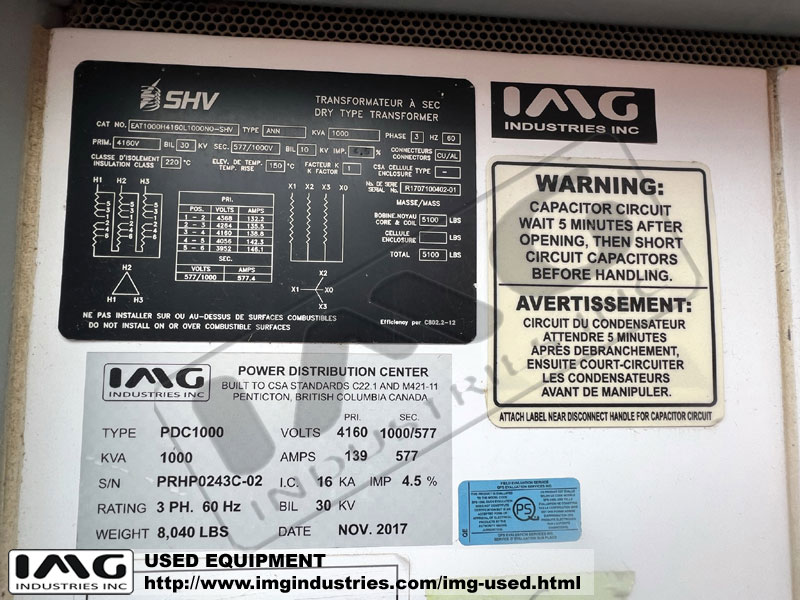 SHV
TRANSFORMATEUR À SEC
DRY TYPE TRANSFORMER
CAT NO. EAT1000H4160L1000N0-SHV TYPE ANN KVA 1000 PHASE 3 HZ 60
PRIM. 4160V BIL 30 KV SEC. 577/1000V BIL 10 KV IMP. % CONNECTEURS CONNECTORS CU/AL
CLASSE D'ISOLEMENT
INSULATION CLASS 220 °C
ELEV. DE TEMP.
TEMP. RISE 150 °C
FACTEUR K
K FACTOR 1
CSA CELLULE TYPE
ENCLOSURE -
No. DE SERIE
SERIAL No. R1707100402-01
H1 H2 H3
X1 X2 X3 X0
PRI.
POS. VOLTS AMPS
1 - 2 4368 132.2
2 - 3 4264 135.5
3 - 4 4160 138.8
4 - 5 4056 142.3
5 - 6 3952 146.1
SEC.
VOLTS AMPS
577/1000 577.4
MASSE/MASS
BOBINE.NOYAU
CORE & COIL 5100 LBS
CELLULE
ENCLOSURE LBS
TOTAL 5100 LBS
H2
H1 H3
X2
X1 X0
X3
NE PAS INSTALLER SUR OU AU-DESSUS DE SURFACES COMBUSTIBLES
DO NOT INSTALL ON OR OVER COMBUSTIBLE SURFACES
Efficiency per C802.2-12
IMG
INDUSTRIES INC
WARNING:
CAPACITOR CIRCUIT
WAIT 5 MINUTES AFTER
OPENING, THEN SHORT
CIRCUIT CAPACITORS
BEFORE HANDLING.
AVERTISSEMENT:
CIRCUIT DU CONDENSATEUR
ATTENDRE 5 MINUTES
APRÈS DEBRANCHEMENT,
ENSUITE COURT-CIRCUITER
LES CONDENSATEURS
AVANT DE MANIPULER.
ATTACH LABEL NEAR DISCONNECT HANDLE FOR CAPACITOR CIRCUIT
IMG
INDUSTRIES INC
POWER DISTRIBUTION CENTER
BUILT TO CSA STANDARDS C22.1 AND M421-11
PENTICTON, BRITISH COLUMBIA CANADA
PRI. SEC.
TYPE PDC1000 VOLTS 4160 1000/577
KVA 1000 AMPS 139 577
S/N PRHP0243C-02 I.C. 16 KA IMP 4.5 %
RATING 3 PH. 60 Hz BIL 30 KV
WEIGHT 8,040 LBS DATE NOV. 2017
PS
IMG INDUSTRIES INC
IMG
INDUSTRIES INC
USED EQUIPMENT
http://www.imgindustries.com/img-used.html